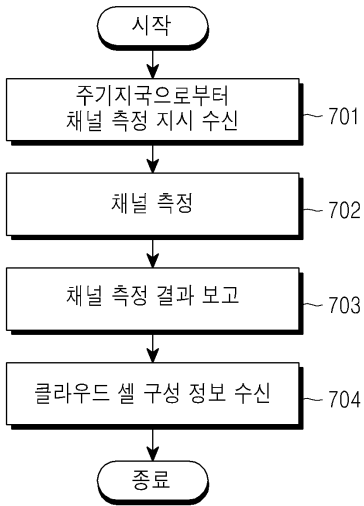 시작
주기지국으로부터
채널 측정 지시 수신
701
채널 측정
702
채널 측정 결과 보고
703
클라우드 셀 구성 정보 수신
704
종료